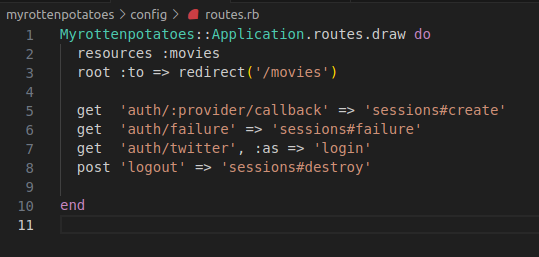 myrottenpotatoes > config > routes.rb
1 Myrottenpotatoes::Application.routes.draw do
2   resources :movies
3   root :to => redirect('/movies')
4
5   get  'auth/:provider/callback' => 'sessions#create'
6   get  'auth/failure' => 'sessions#failure'
7   get  'auth/twitter', :as => 'login'
8   post 'logout' => 'sessions#destroy'
9
10 end
11